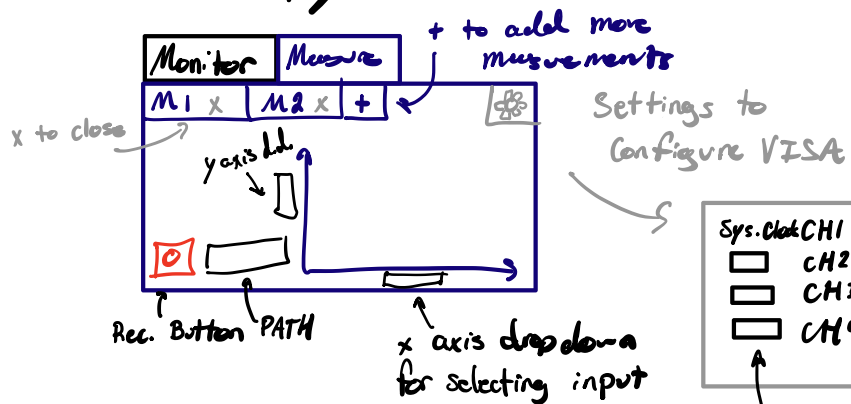 + to add more
measurements
Monitor
Measure
M1 x
M2 x
+
x to close
Settings to
Configure VISA
y axis d.d.
Sys. Clock CH1
CH2
CH3
CH4
Rec. Button
PATH
x axis dropdown
for selecting input